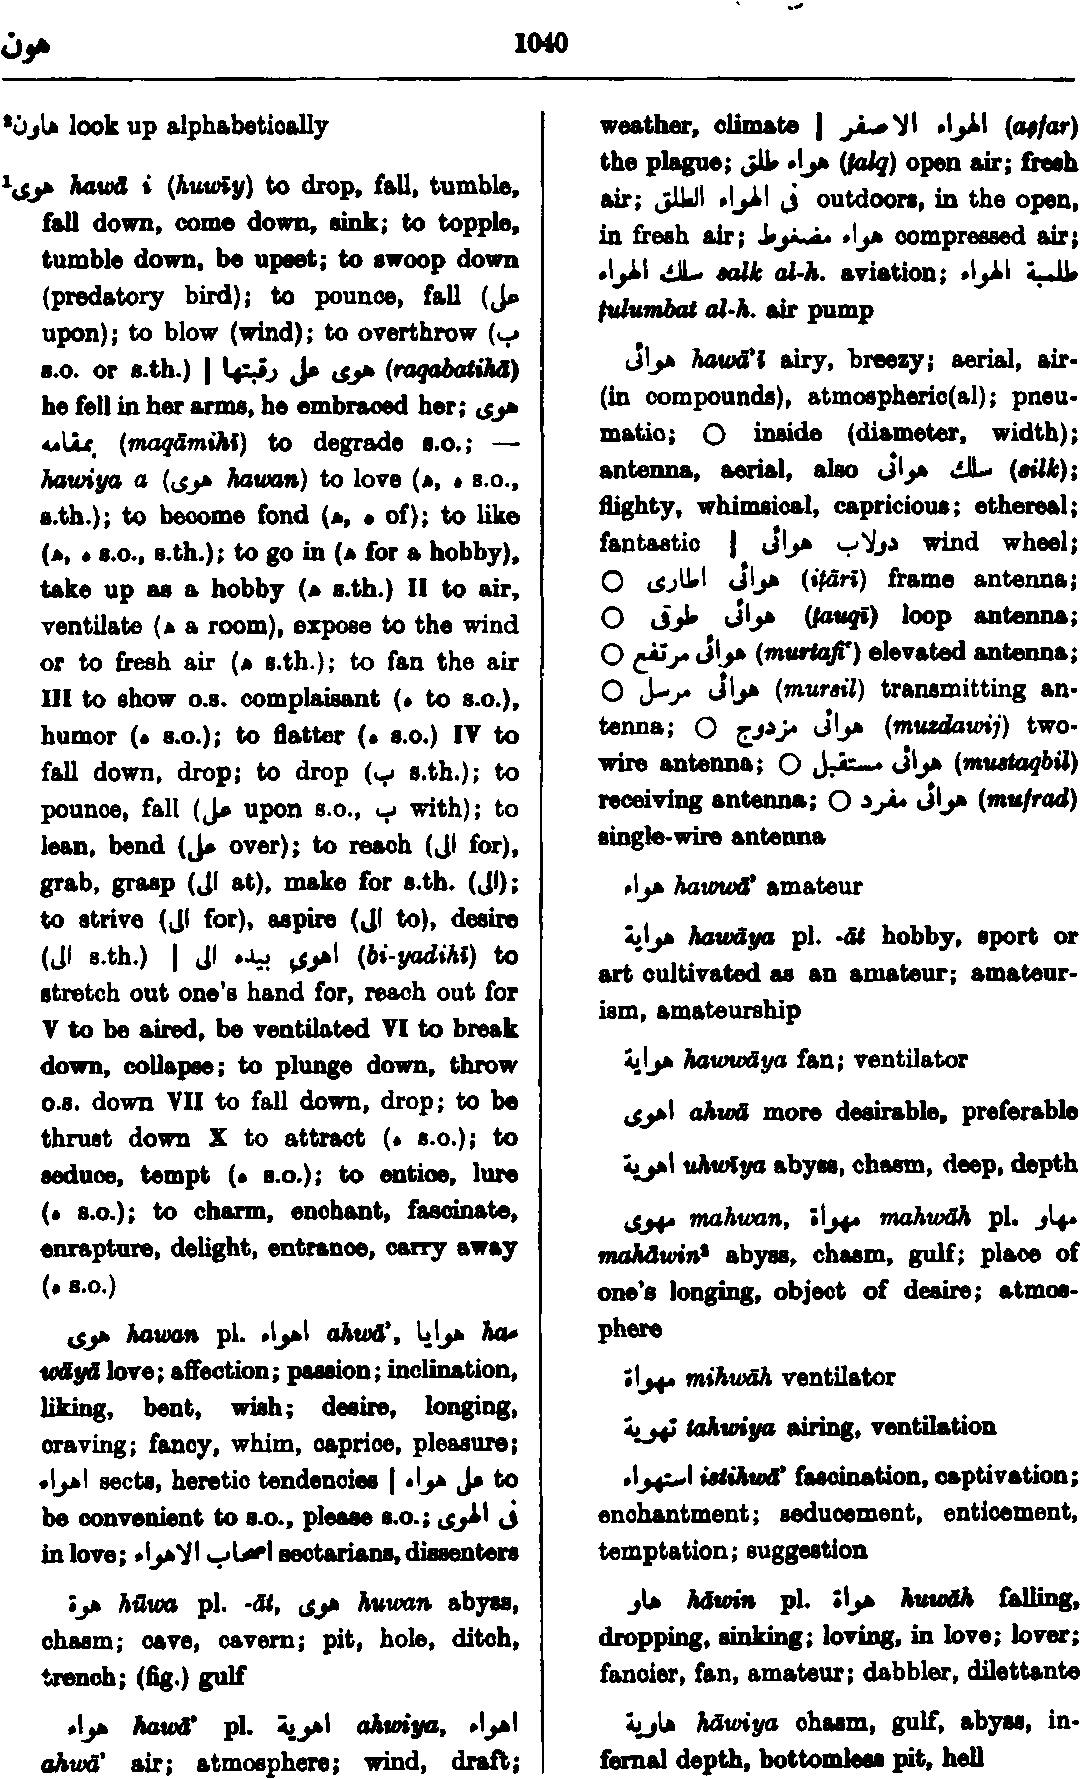 هون
1040
²هاون look up alphabetically
¹هوى hawā i (huwīy) to drop, fall, tumble,
fall down, come down, sink; to topple,
tumble down, be upset; to swoop down
(predatory bird); to pounce, fall (على
upon); to blow (wind); to overthrow (ب
s.o. or s.th.) | هوى على رقبتها (raqabatihā)
he fell in her arms, he embraced her; هوى
بمقامه (maqāmihī) to degrade s.o.; —
hawiya a (هوى hawan) to love (ه, ه s.o.,
s.th.); to become fond (ه, ه of); to like
(ه, ه s.o., s.th.); to go in (ه for a hobby),
take up as a hobby (ه s.th.) II to air,
ventilate (ه a room), expose to the wind
or to fresh air (ه s.th.); to fan the air
III to show o.s. complaisant (ه to s.o.),
humor (ه s.o.); to flatter (ه s.o.) IV to
fall down, drop; to drop (ب s.th.); to
pounce, fall (على upon s.o., ب with); to
lean, bend (على over); to reach (الى for),
grab, grasp (الى at), make for s.th. (الى);
to strive (الى for), aspire (الى to), desire
(الى s.th.) | اهوى بيده الى (bi-yadihī) to
stretch out one's hand for, reach out for
V to be aired, be ventilated VI to break
down, collapse; to plunge down, throw
o.s. down VII to fall down, drop; to be
thrust down X to attract (ه s.o.); to
seduce, tempt (ه s.o.); to entice, lure
(ه s.o.); to charm, enchant, fascinate,
enrapture, delight, entrance, carry away
(ه s.o.)
هوى hawan pl. اهواء ahwā', هوايا ha-
wāyā love; affection; passion; inclination,
liking, bent, wish; desire, longing,
craving; fancy, whim, caprice, pleasure;
اهواء sects, heretic tendencies | على هواء to
be convenient to s.o., please s.o.; فى الهوى
in love; اصحاب الاهواء sectarians, dissenters
هوة hūwa pl. -āt, هوى huwan abyss,
chasm; cave, cavern; pit, hole, ditch,
trench; (fig.) gulf
هواء hawā' pl. اهوية ahwiya, اهواء
ahwā' air; atmosphere; wind, draft;
weather, climate | الهواء الاصفر (aṣfar)
the plague; هواء طلق (ṭalq) open air; fresh
air; فى الهواء الطلق outdoors, in the open,
in fresh air; هواء مضغوط compressed air;
سلك الهواء salk al-h. aviation; طلمبة الهواء
ṭulumbat al-h. air pump
هوائى hawā'ī airy, breezy; aerial, air-
(in compounds), atmospheric(al); pneu-
matic; ○ inside (diameter, width);
antenna, aerial, also سلك هوائى (silk);
flighty, whimsical, capricious; ethereal;
fantastic | دولاب هوائى wind wheel;
○ هوائى اطارى (iṭārī) frame antenna;
○ هوائى طوقى (ṭauqī) loop antenna;
○ هوائى مرتفع (murtafi') elevated antenna;
○ هوائى مرسل (mursil) transmitting an-
tenna; ○ هوائى مزدوج (muzdawij) two-
wire antenna; ○ هوائى مستقبل (mustaqbil)
receiving antenna; ○ هوائى مفرد (mufrad)
single-wire antenna
هواء hawwā' amateur
هواية hawāya pl. -āt hobby, sport or
art cultivated as an amateur; amateur-
ism, amateurship
هواية hawwāya fan; ventilator
اهوى ahwā more desirable, preferable
اهوية uhwīya abyss, chasm, deep, depth
مهوى mahwan, مهواة mahwāh pl. مهاو
mahāwin² abyss, chasm, gulf; place of
one's longing, object of desire; atmos-
phere
مهواة mihwāh ventilator
تهوية tahwiya airing, ventilation
استهواء istihwā' fascination, captivation;
enchantment; seducement, enticement,
temptation; suggestion
هاو hāwin pl. هواة huwāh falling,
dropping, sinking; loving, in love; lover;
fancier, fan, amateur; dabbler, dilettante
هاوية hāwiya chasm, gulf, abyss, in-
fernal depth, bottomless pit, hell